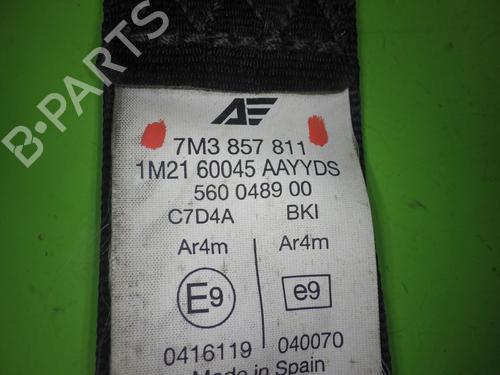 AE
7M3 857 811
1M21 60045 AAYYDS
560 0489 00
C7D4A BKI
Ar4m Ar4m
E9 e9
0416119 040070
Made in Spain
B-PARTS